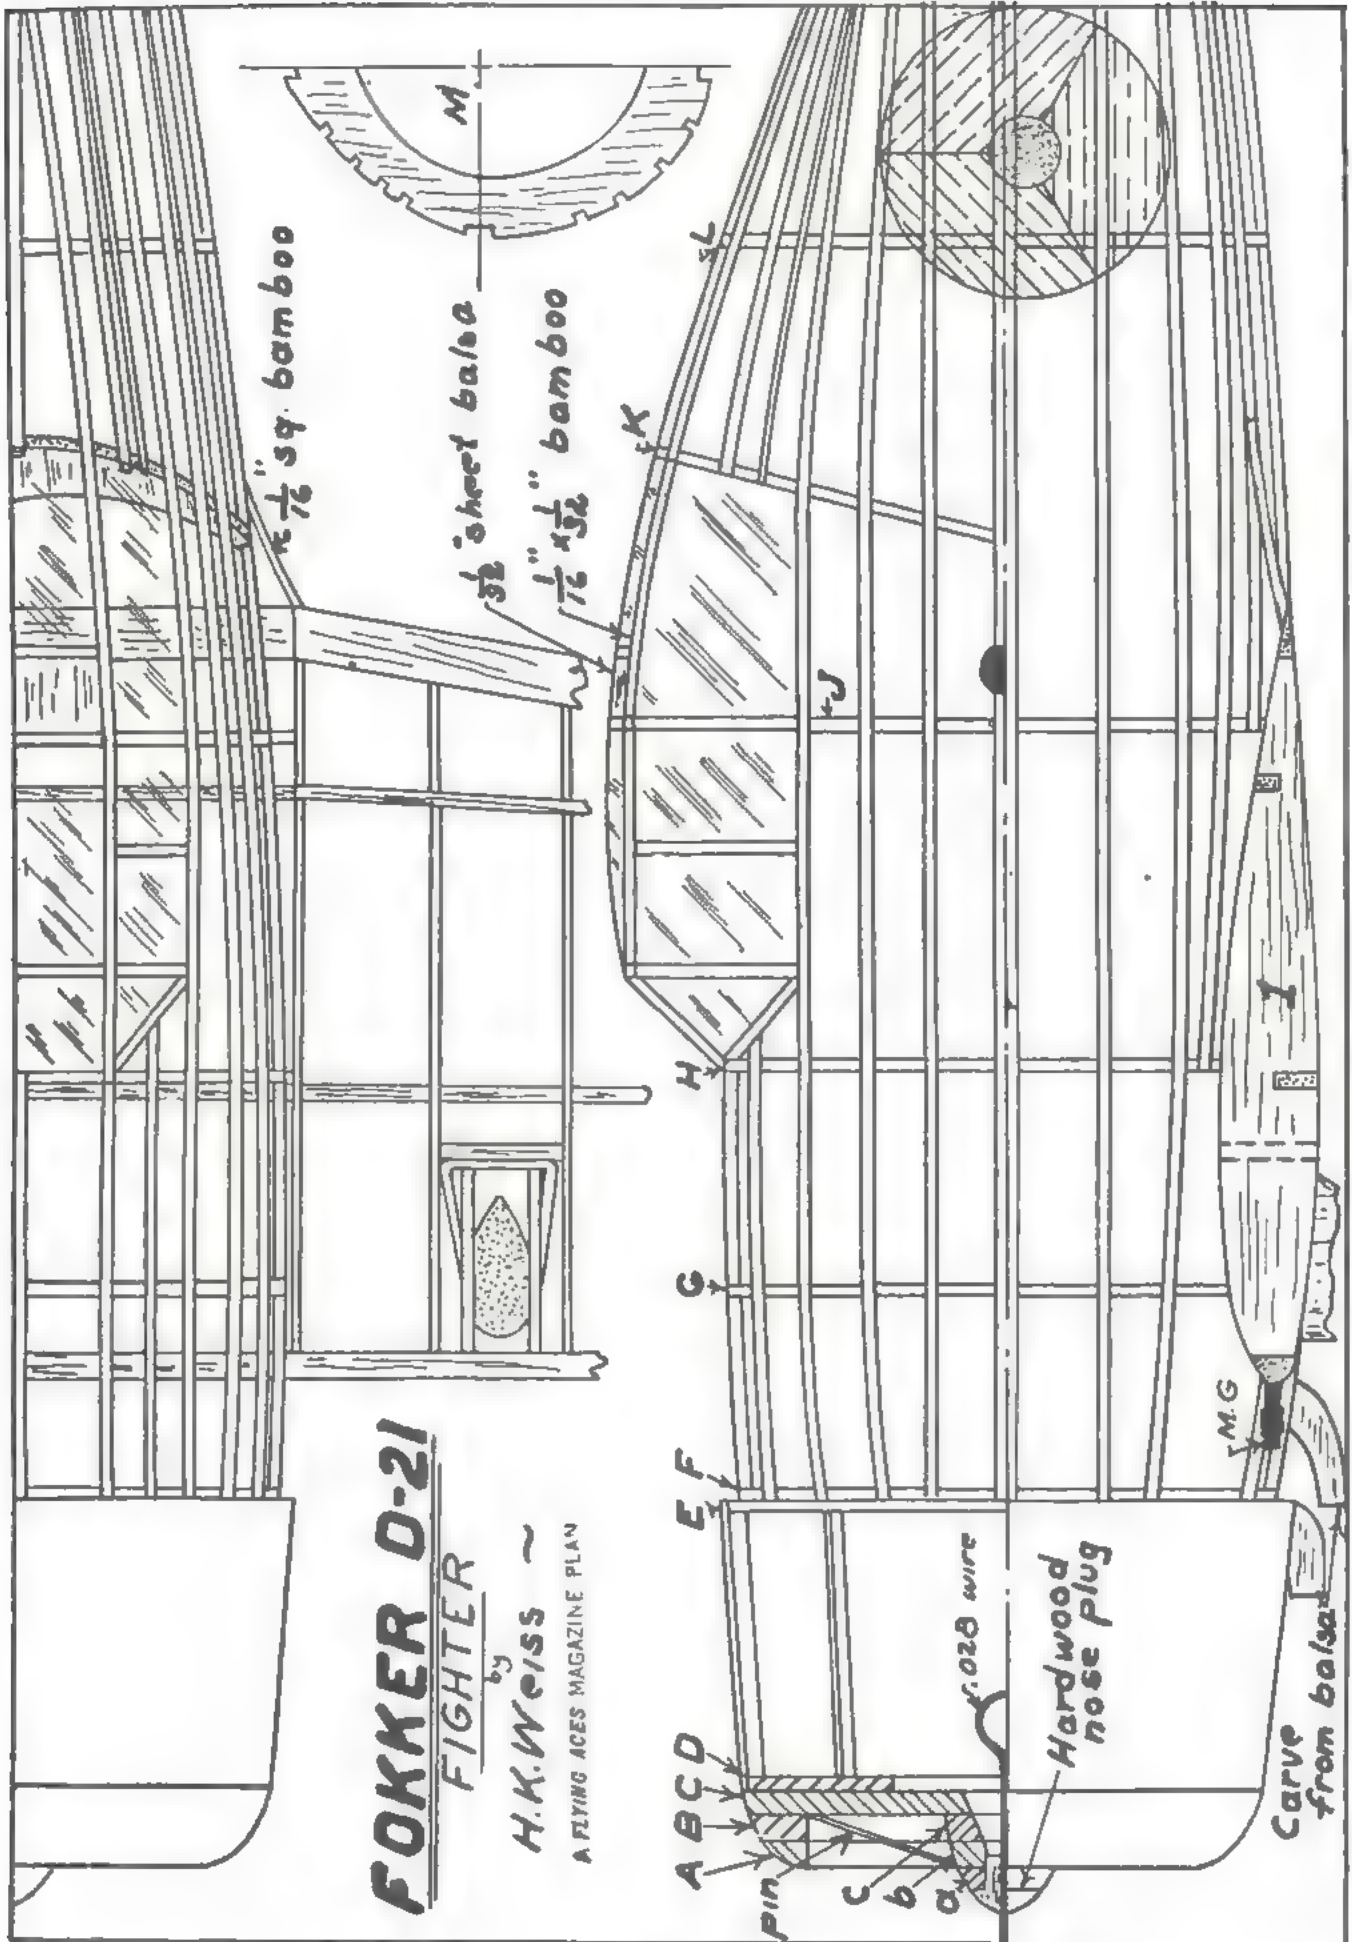 FOKKER D-21
FIGHTER
by
H.K. Weiss ~
A FLYING ACES MAGAZINE PLAN
1/16" sq. bamboo
M
1/32" sheet balsa
1/16" x 1/32" bamboo
A
B
C
D
E
F
G
H
J
K
L
I
M.G
pin
c
b
a
.028 wire
Hardwood
nose plug
Carve
from balsa